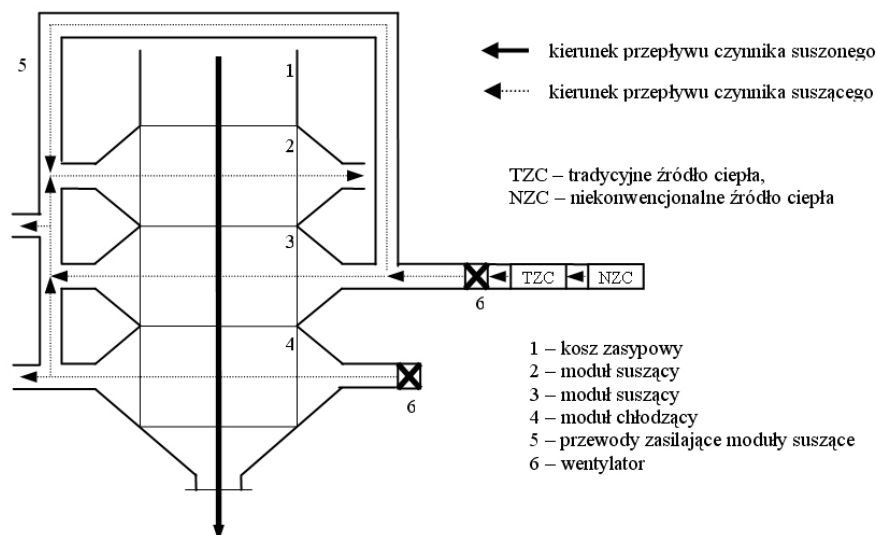 5
1
2
3
4
kierunek przepływu czynnika suszonego
kierunek przepływu czynnika suszącego
TZC – tradycyjne źródło ciepła,
NZC – niekonwencjonalne źródło ciepła
TZC
NZC
6
6
1 – kosz zasypowy
2 – moduł suszący
3 – moduł suszący
4 – moduł chłodzący
5 – przewody zasilające moduły suszące
6 – wentylator